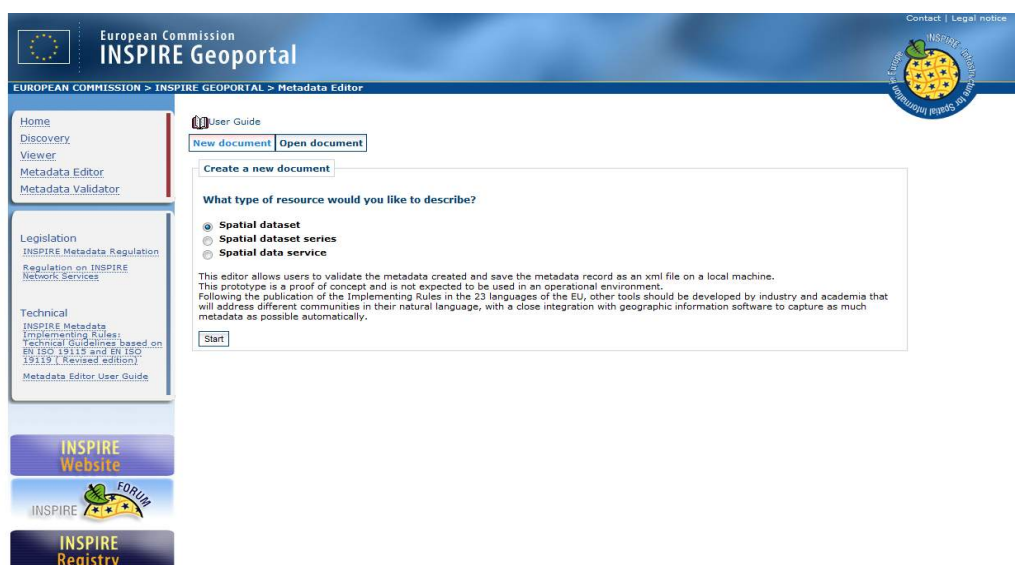 Contact | Legal notice
European Commission
INSPIRE Geoportal
EUROPEAN COMMISSION > INSPIRE GEOPORTAL > Metadata Editor
INSPIRE - Infrastructure for Spatial Information in Europe
Home
Discovery
Viewer
Metadata Editor
Metadata Validator
Legislation
INSPIRE Metadata Regulation
Regulation on INSPIRE
Network Services
Technical
INSPIRE Metadata
Implementing Rules:
Technical Guidelines based on
EN ISO 19115 and EN ISO
19119 ( Revised edition)
Metadata Editor User Guide
INSPIRE
Website
INSPIRE FORUM
INSPIRE
Registry
User Guide
New document Open document
Create a new document
What type of resource would you like to describe?
Spatial dataset
Spatial dataset series
Spatial data service
This editor allows users to validate the metadata created and save the metadata record as an xml file on a local machine.
This prototype is a proof of concept and is not expected to be used in an operational environment.
Following the publication of the Implementing Rules in the 23 languages of the EU, other tools should be developed by industry and academia that
will address different communities in their natural language, with a close integration with geographic information software to capture as much
metadata as possible automatically.
Start